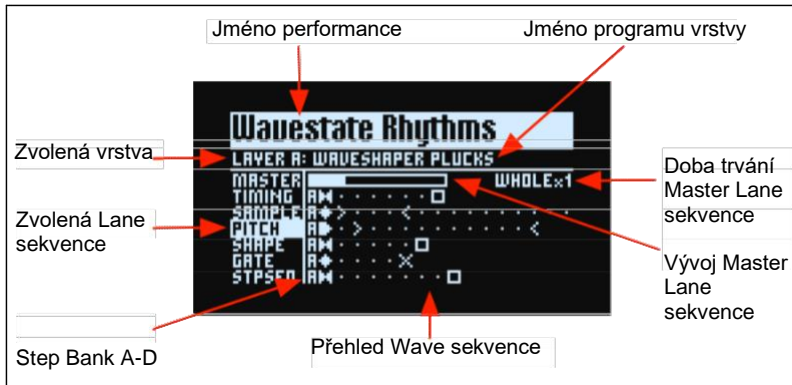 Jméno performance
Jméno programu vrstvy
Wavestate Rhythms
Zvolená vrstva
LAYER A: WAVESHAPER PLUCKS
MASTER
WHOLEx1
Doba trvání
Master Lane
sekvence
TIMING A
SAMPLE A
Zvolená Lane
sekvence
PITCH A
SHAPE A
GATE A
STPSEQ A
Vývoj Master
Lane
sekvence
Step Bank A-D
Přehled Wave sekvence